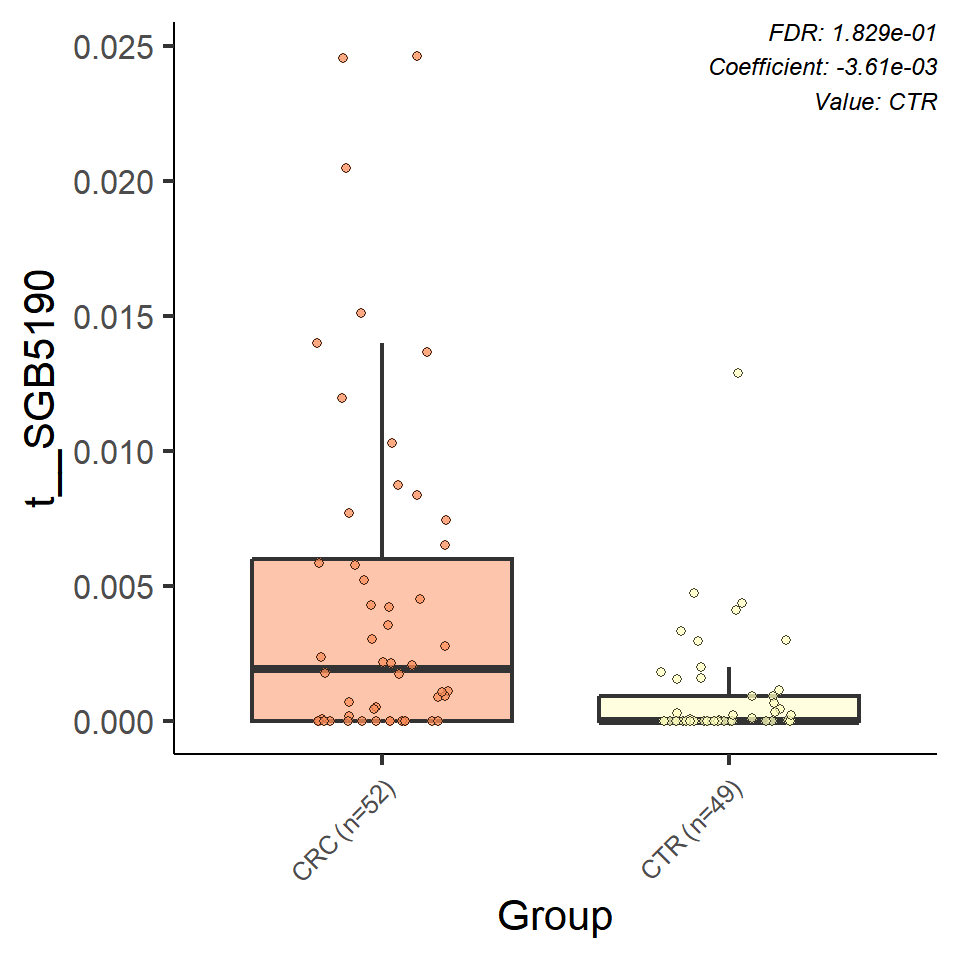 FDR: 1.829e-01
Coefficient: -3.61e-03
Value: CTR
0.025
0.020
0.015
0.010
0.005
0.000
t__SGB5190
CRC (n=52)
CTR (n=49)
Group